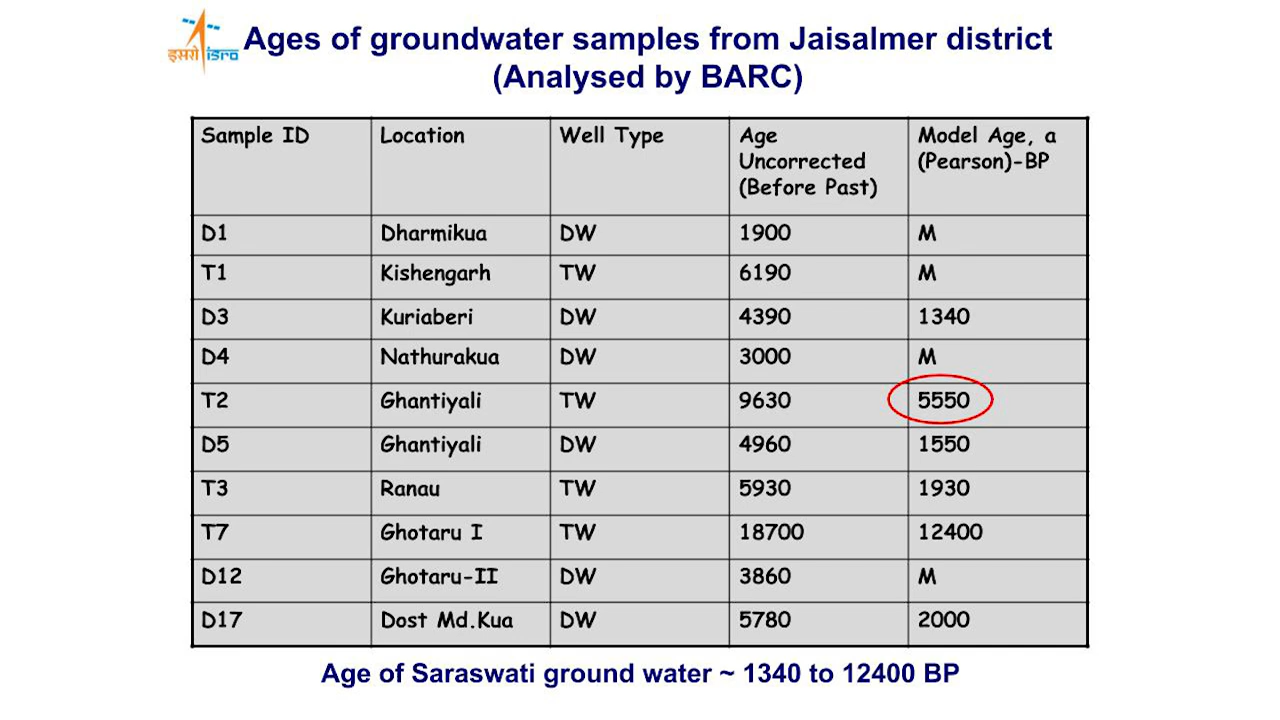 इसरो isro
Ages of groundwater samples from Jaisalmer district
(Analysed by BARC)
Sample ID Location Well Type Age Uncorrected (Before Past) Model Age, a (Pearson)-BP
D1 Dharmikua DW 1900 M
T1 Kishengarh TW 6190 M
D3 Kuriaberi DW 4390 1340
D4 Nathurakua DW 3000 M
T2 Ghantiyali TW 9630 5550
D5 Ghantiyali DW 4960 1550
T3 Ranau TW 5930 1930
T7 Ghotaru I TW 18700 12400
D12 Ghotaru-II DW 3860 M
D17 Dost Md.Kua DW 5780 2000
Age of Saraswati ground water ~ 1340 to 12400 BP